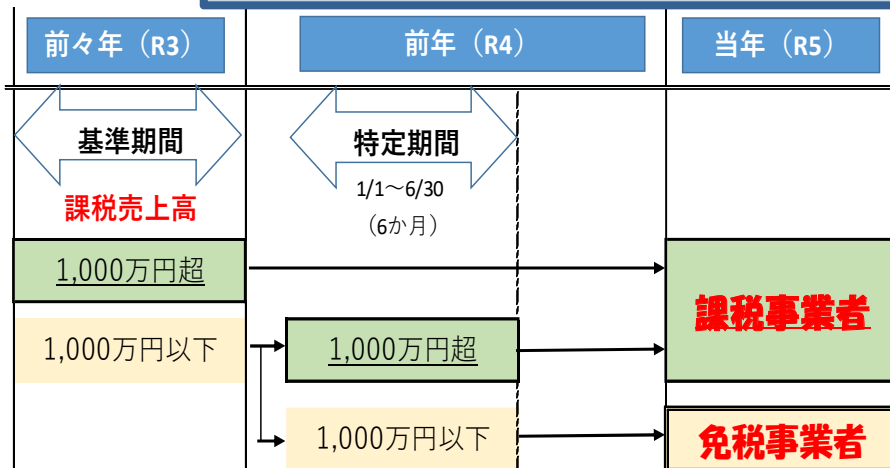 前々年（R3）
前年（R4）
当年（R5）
基準期間
特定期間
課税売上高
1/1～6/30
（6か月）
1,000万円超
課税事業者
1,000万円以下
1,000万円超
1,000万円以下
免税事業者